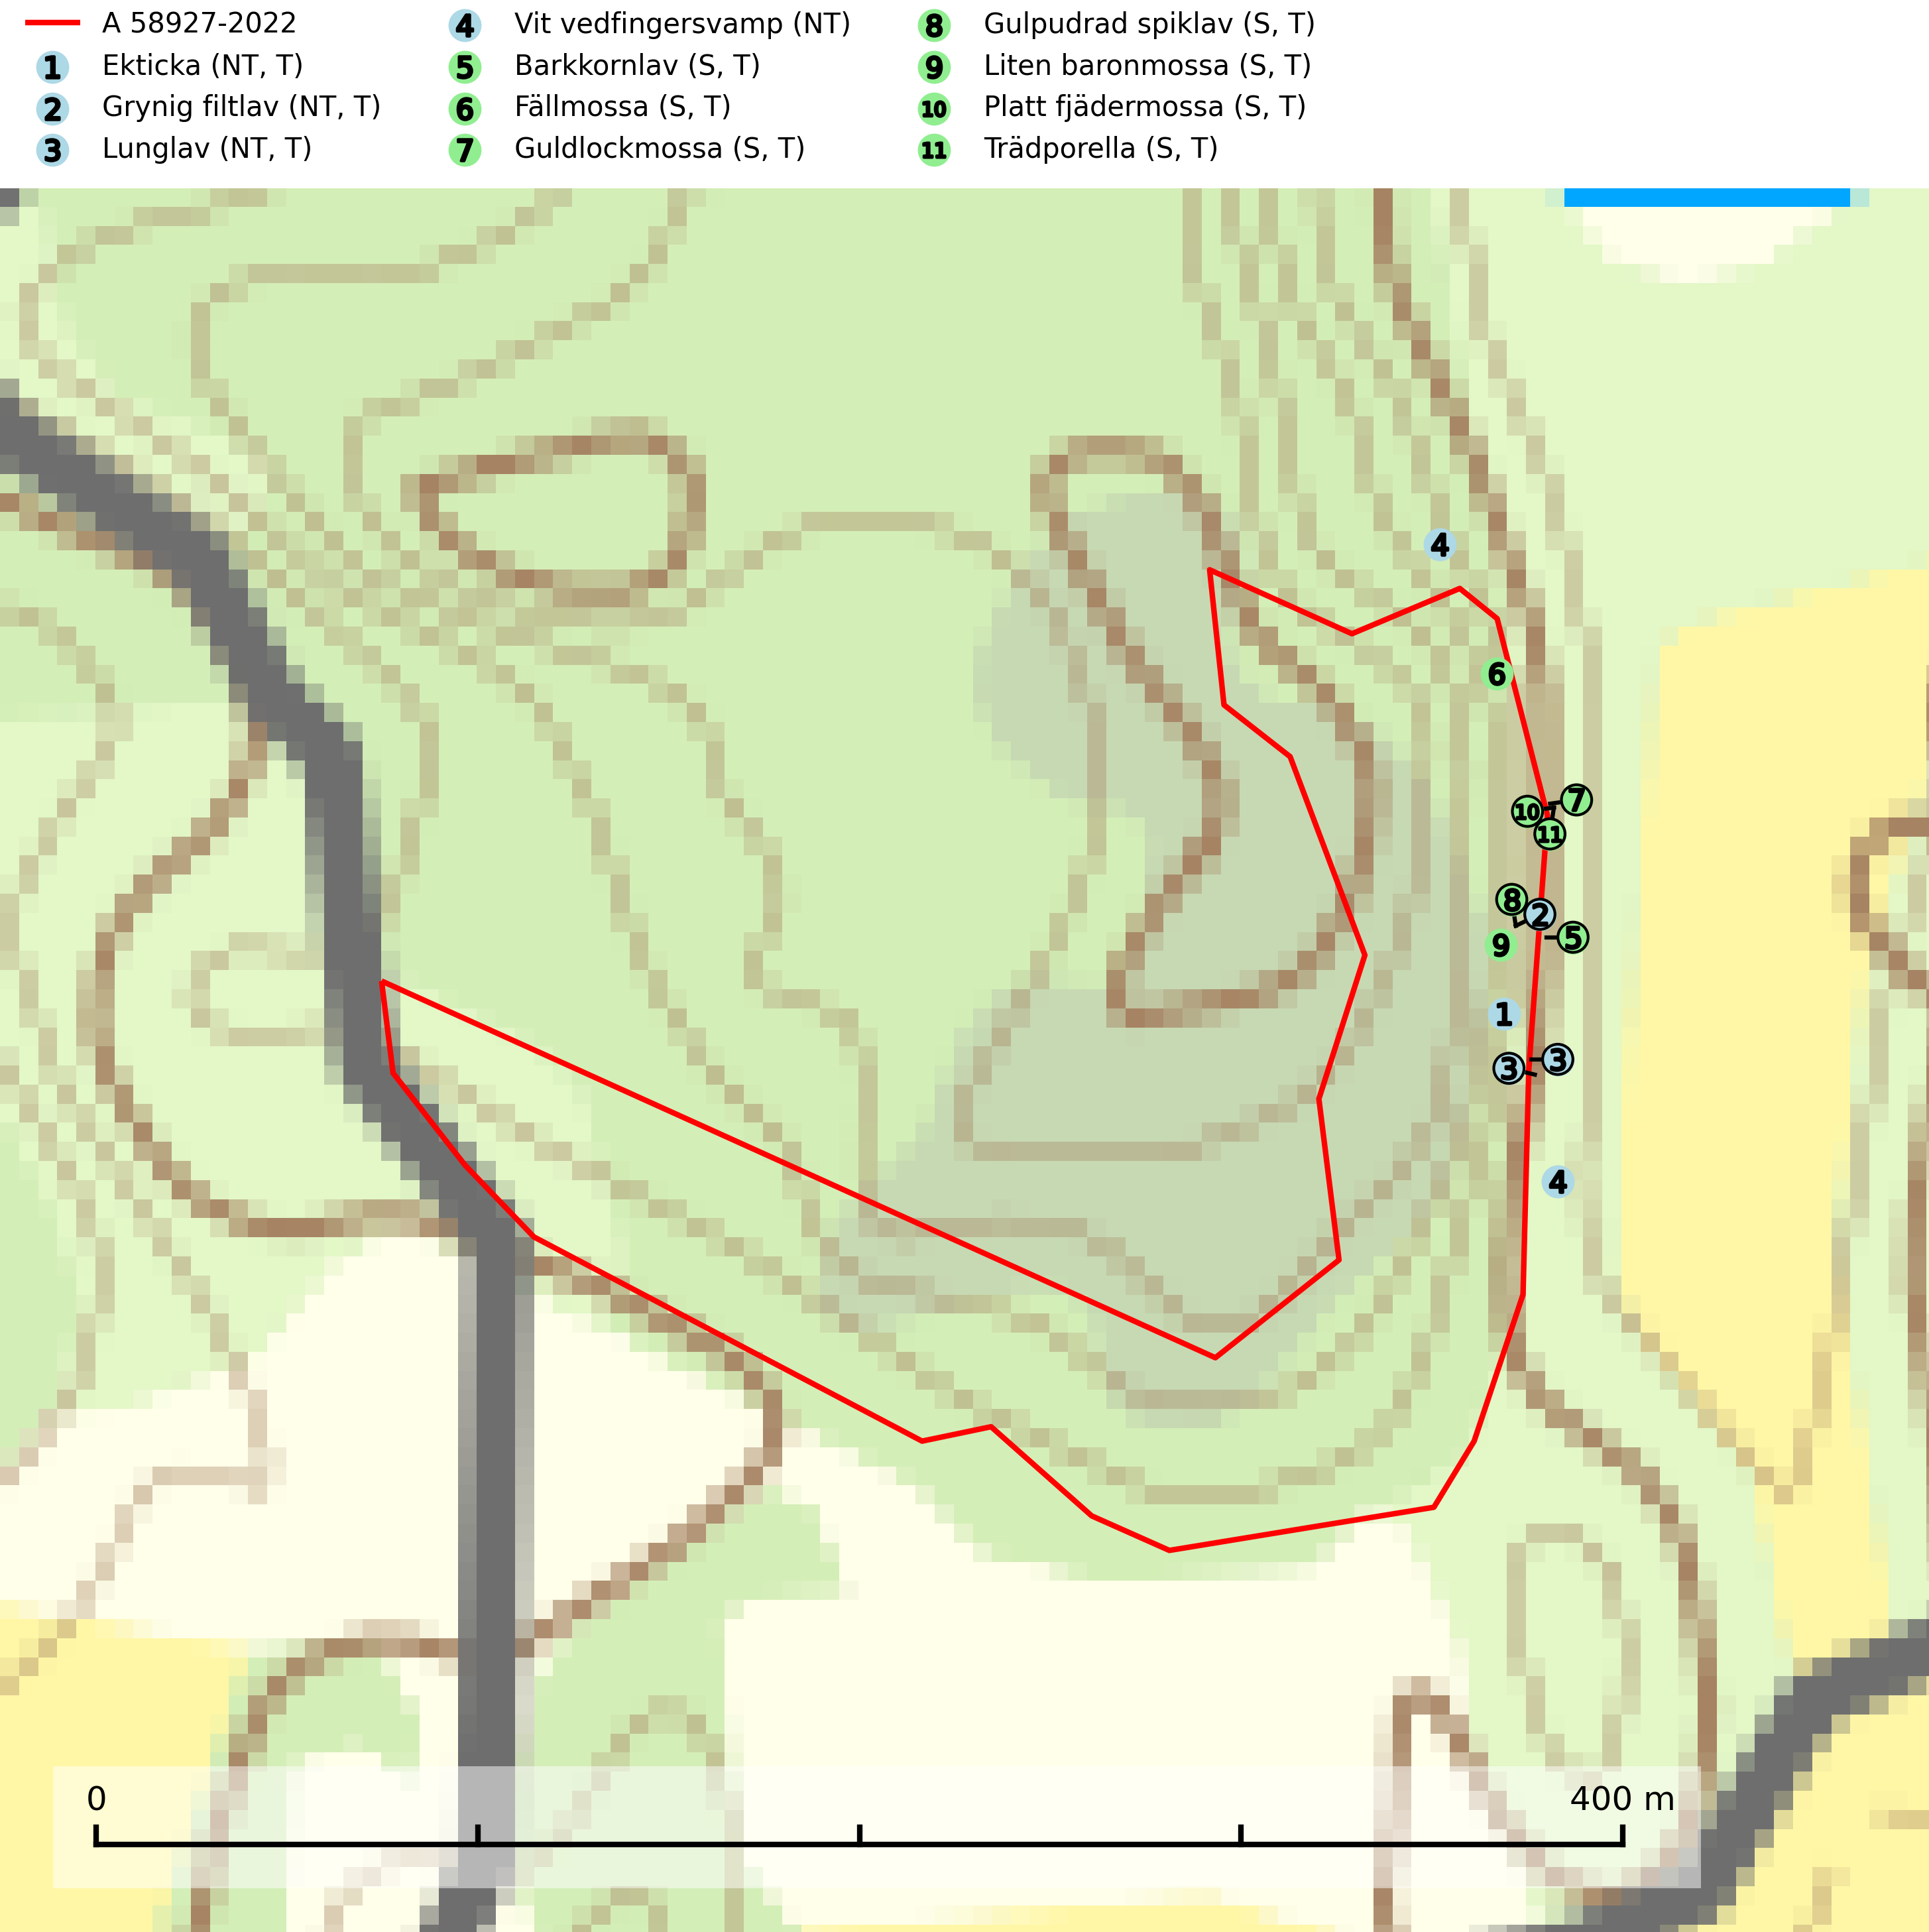 A 58927-2022
1 Ekticka (NT, T)
2 Grynig filtlav (NT, T)
3 Lunglav (NT, T)
4 Vit vedfingersvamp (NT)
5 Barkkornlav (S, T)
6 Fällmossa (S, T)
7 Guldlockmossa (S, T)
8 Gulpudrad spiklav (S, T)
9 Liten baronmossa (S, T)
10 Platt fjädermossa (S, T)
11 Trädporella (S, T)
4
6
7
10
11
8
2
5
9
1
3
3
4
0 400 m